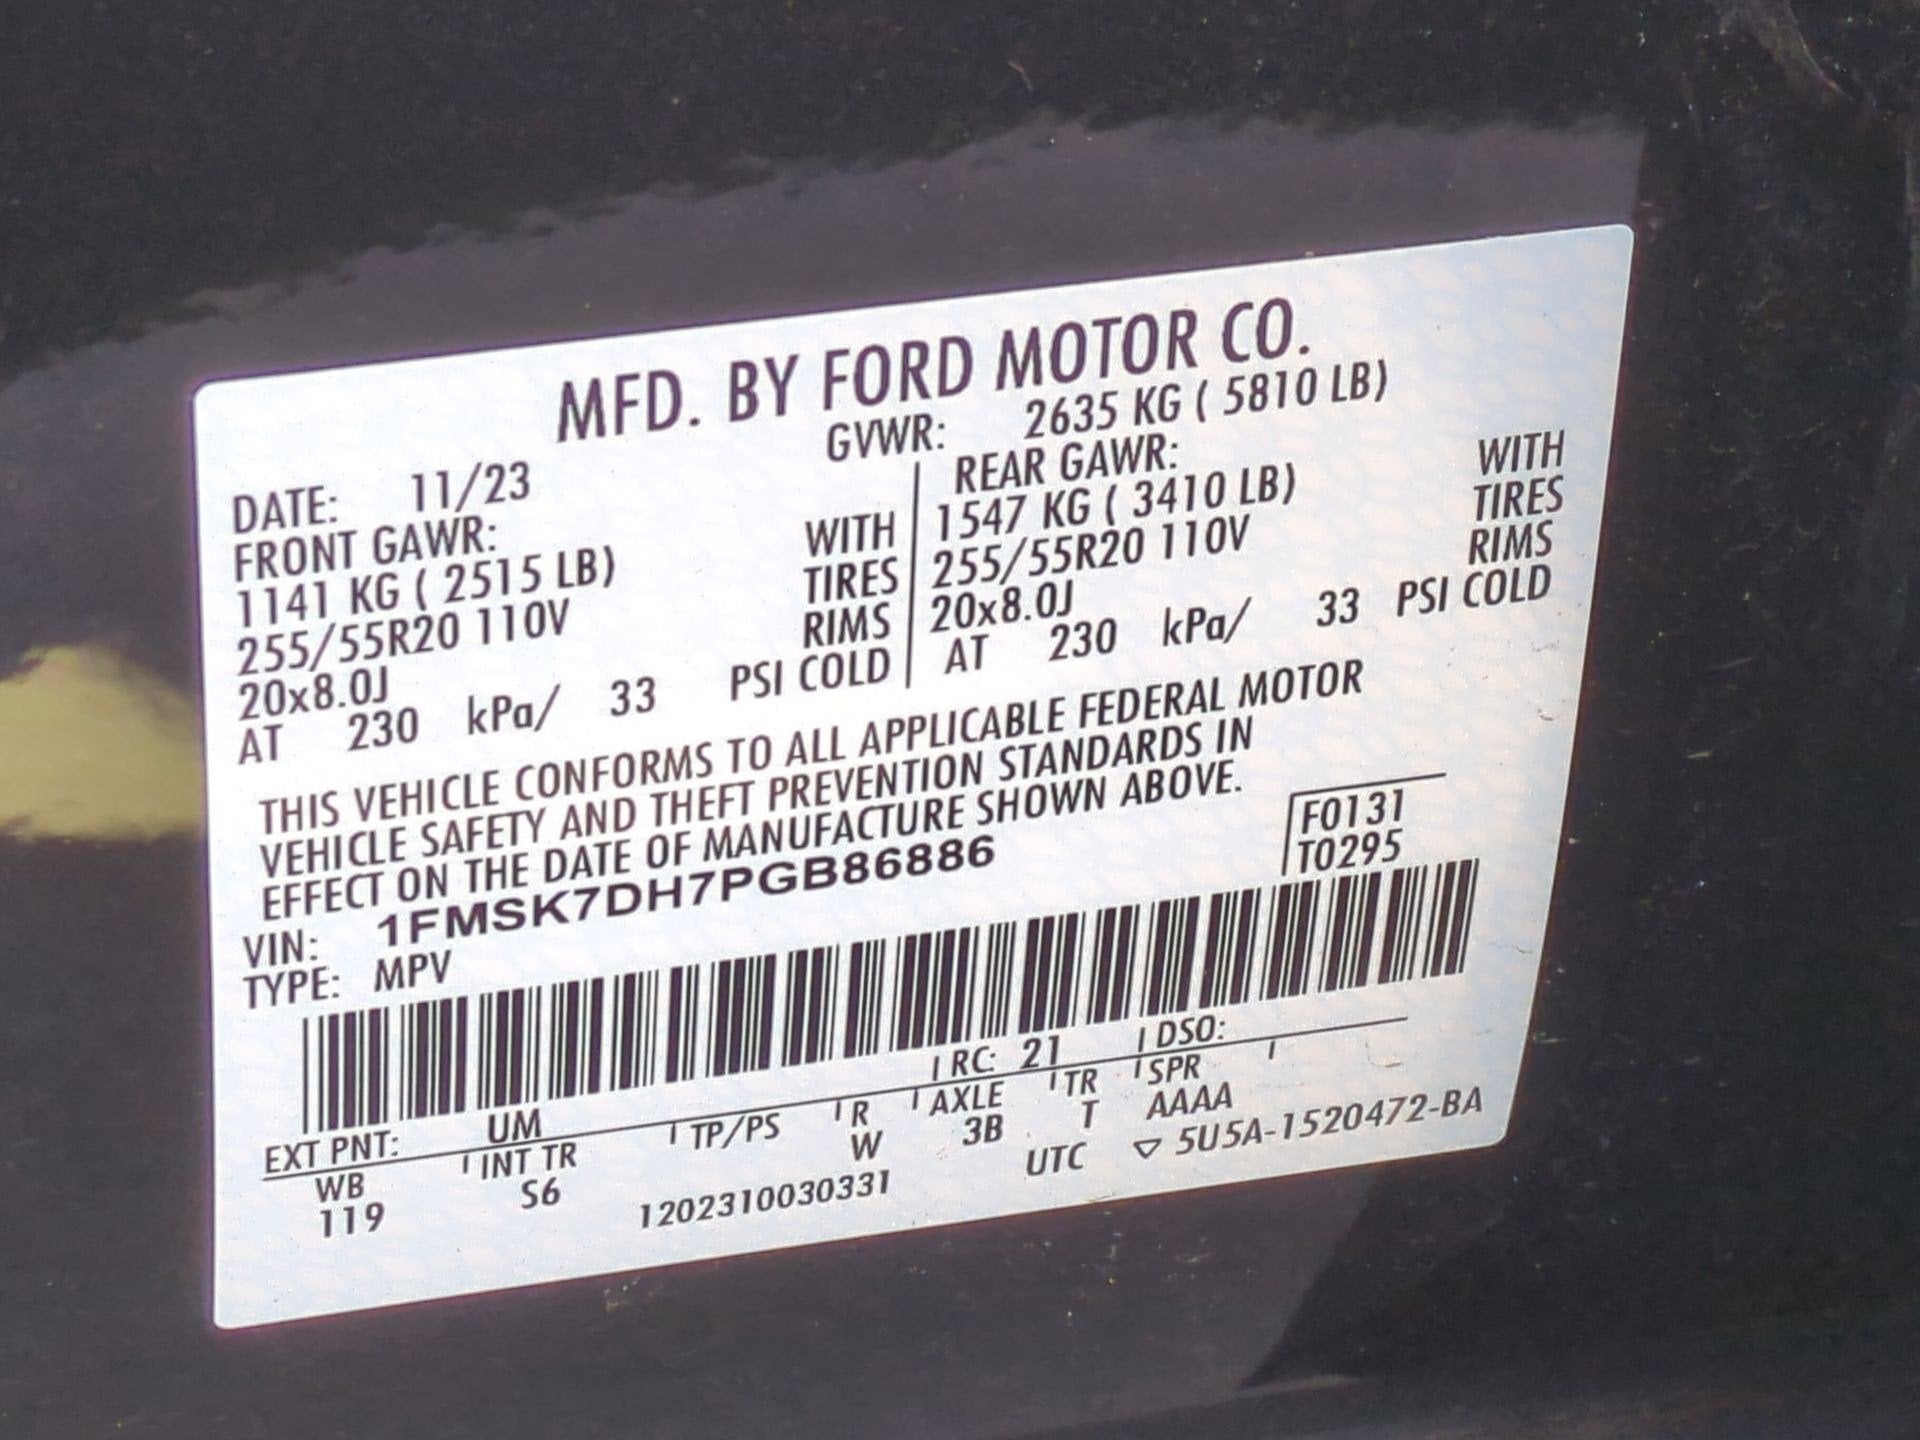 MFD. BY FORD MOTOR CO.
DATE: 11/23 GVWR: 2635 KG ( 5810 LB)
FRONT GAWR: REAR GAWR:
1141 KG ( 2515 LB) WITH 1547 KG ( 3410 LB) WITH
255/55R20 110V TIRES 255/55R20 110V TIRES
20x8.0J RIMS 20x8.0J RIMS
AT 230 kPa/ 33 PSI COLD AT 230 kPa/ 33 PSI COLD
THIS VEHICLE CONFORMS TO ALL APPLICABLE FEDERAL MOTOR
VEHICLE SAFETY AND THEFT PREVENTION STANDARDS IN
EFFECT ON THE DATE OF MANUFACTURE SHOWN ABOVE.
VIN: 1FMSK7DH7PGB86886 F0131
TYPE: MPV T0295
EXT PNT: UM RC: 21 DSO:
WB INT TR TP/PS R AXLE TR SPR
119 S6 W 3B T AAAA
1202310030331 UTC ▽ 5U5A-1520472-BA